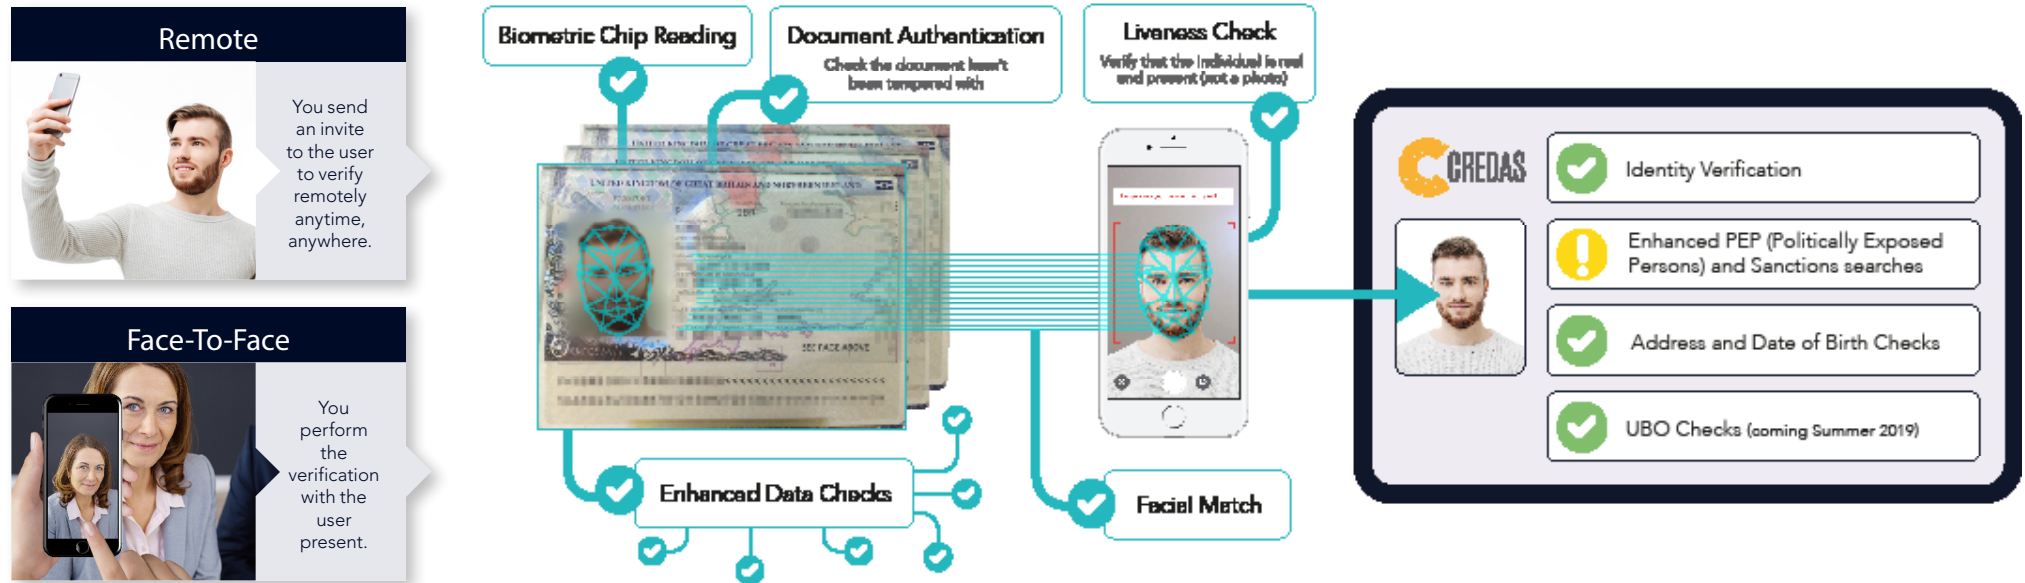 Remote
You send
an invite
to the user
to verify
remotely
anytime,
anywhere.
Face-To-Face
You
perform
the
verification
with the
user
present.
Biometric Chip Reading
Document Authentication
Check the document hasn't
been tampered with
Liveness Check
Verify that the individual is real
and present (not a photo)
UNITED KINGDOM OF GREAT BRITAIN AND NORTHERN IRELAND
SEE PAGE ABOVE
Enhanced Data Checks
Facial Match
CREDAS
Identity Verification
Enhanced PEP (Politically Exposed
Persons) and Sanctions searches
Address and Date of Birth Checks
UBO Checks (coming Summer 2019)